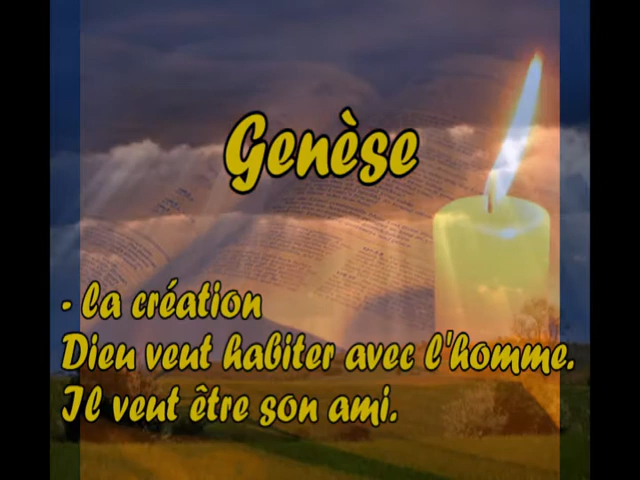 Genèse
- la création
Dieu veut habiter avec l'homme.
Il veut être son ami.